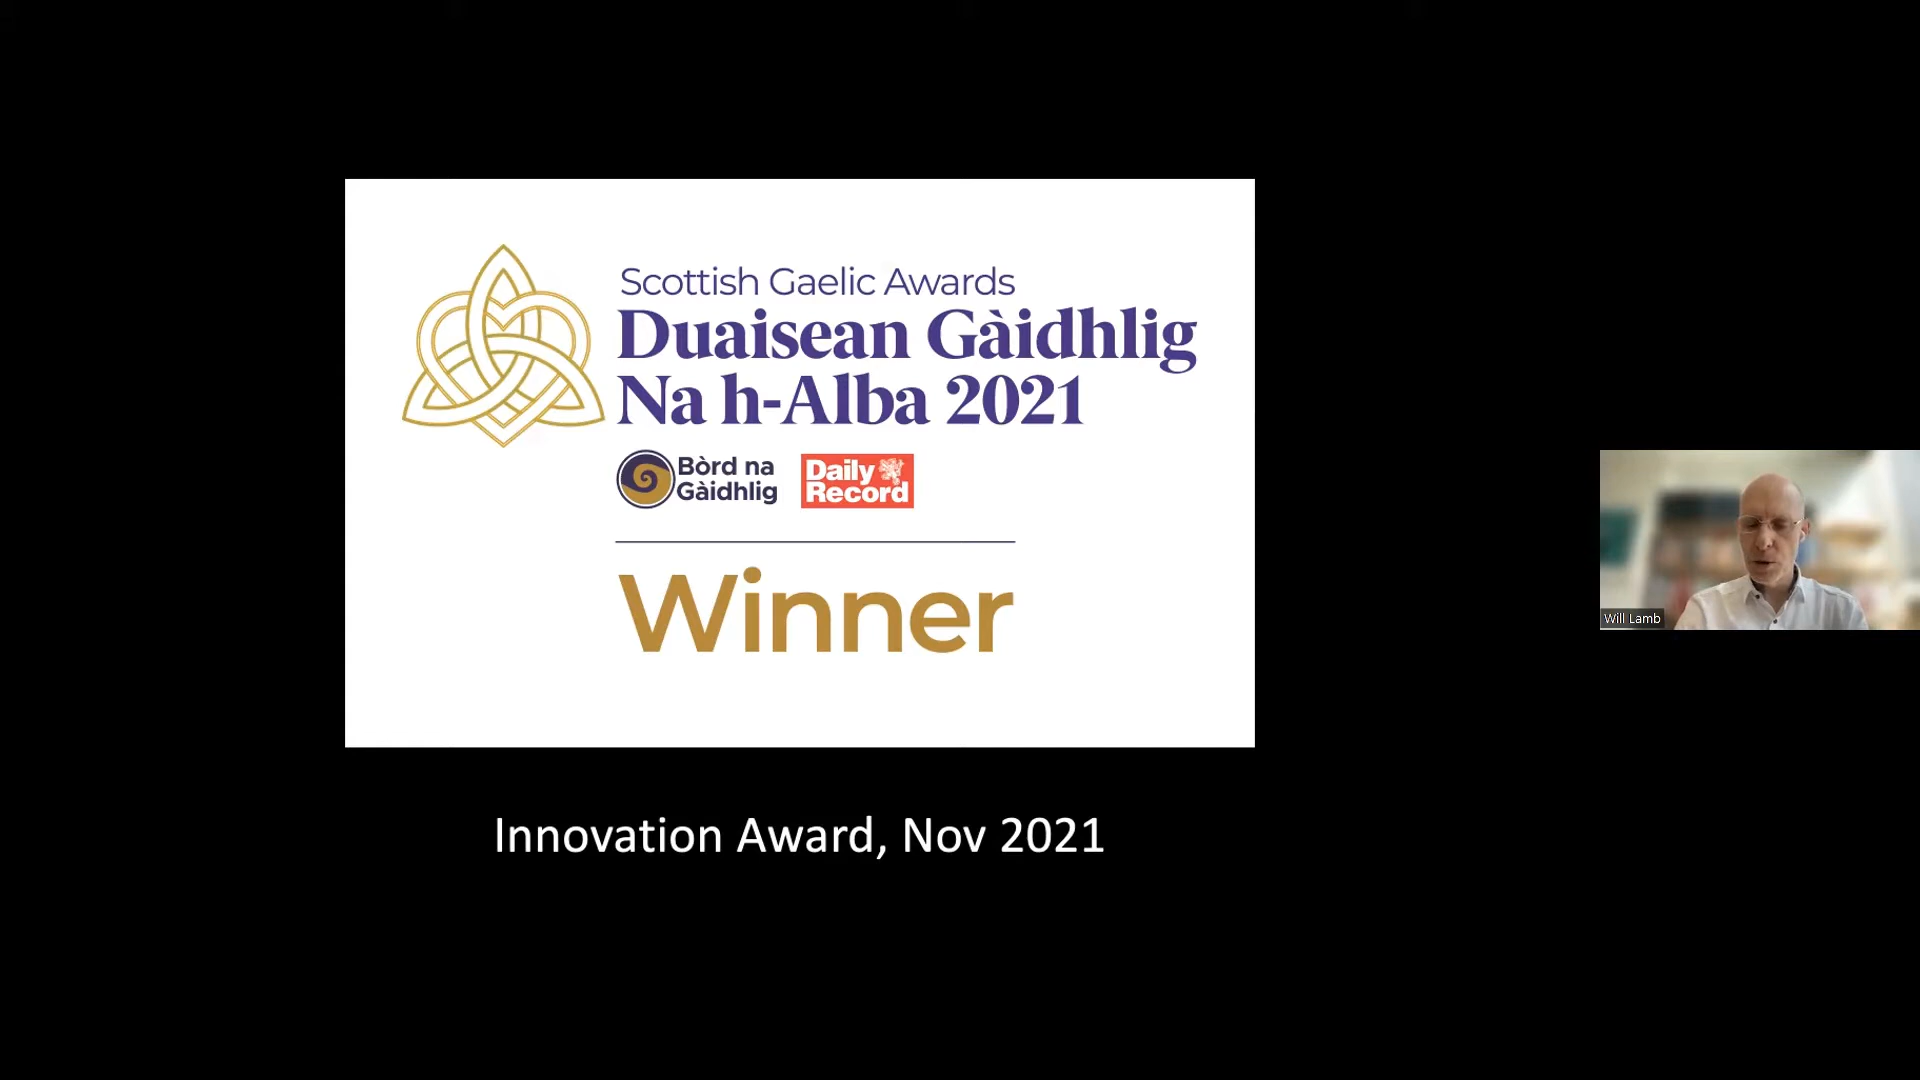 Scottish Gaelic Awards
Duaisean Gàidhlig
Na h-Alba 2021
Bòrd na
Gàidhlig
Daily
Record
Winner
Innovation Award, Nov 2021
Will Lamb